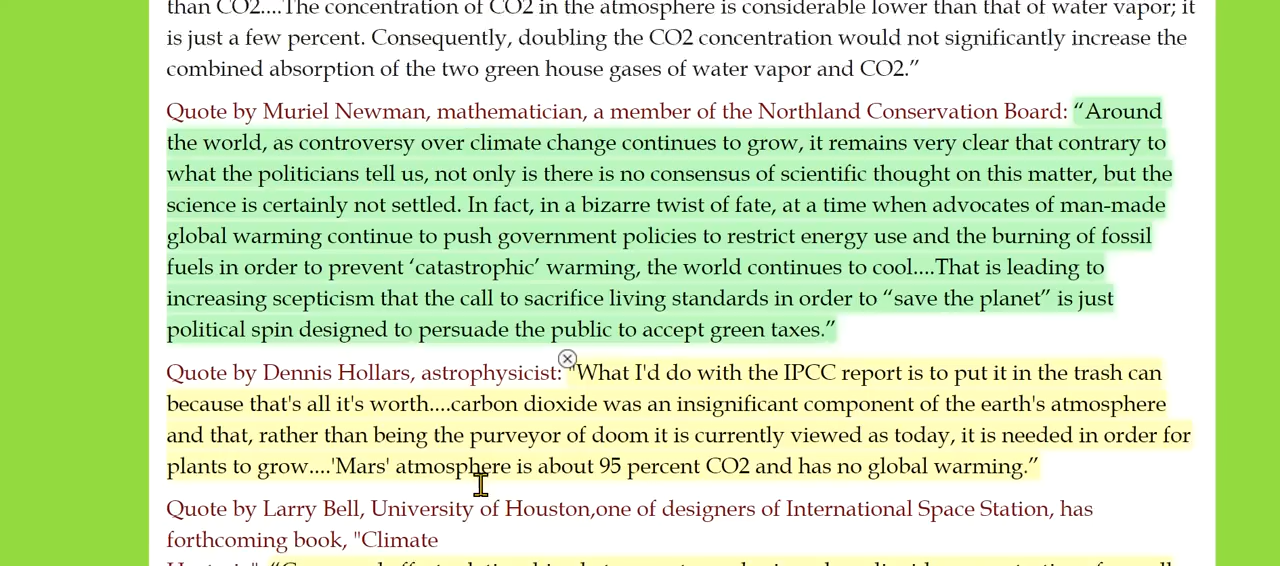 than CO2....The concentration of CO2 in the atmosphere is considerable lower than that of water vapor; it
is just a few percent. Consequently, doubling the CO2 concentration would not significantly increase the
combined absorption of the two green house gases of water vapor and CO2.”
Quote by Muriel Newman, mathematician, a member of the Northland Conservation Board: “Around
the world, as controversy over climate change continues to grow, it remains very clear that contrary to
what the politicians tell us, not only is there is no consensus of scientific thought on this matter, but the
science is certainly not settled. In fact, in a bizarre twist of fate, at a time when advocates of man-made
global warming continue to push government policies to restrict energy use and the burning of fossil
fuels in order to prevent ‘catastrophic’ warming, the world continues to cool....That is leading to
increasing scepticism that the call to sacrifice living standards in order to “save the planet” is just
political spin designed to persuade the public to accept green taxes.”
Quote by Dennis Hollars, astrophysicist: "What I'd do with the IPCC report is to put it in the trash can
because that's all it's worth....carbon dioxide was an insignificant component of the earth's atmosphere
and that, rather than being the purveyor of doom it is currently viewed as today, it is needed in order for
plants to grow....'Mars' atmosphere is about 95 percent CO2 and has no global warming.”
Quote by Larry Bell, University of Houston,one of designers of International Space Station, has
forthcoming book, "Climate